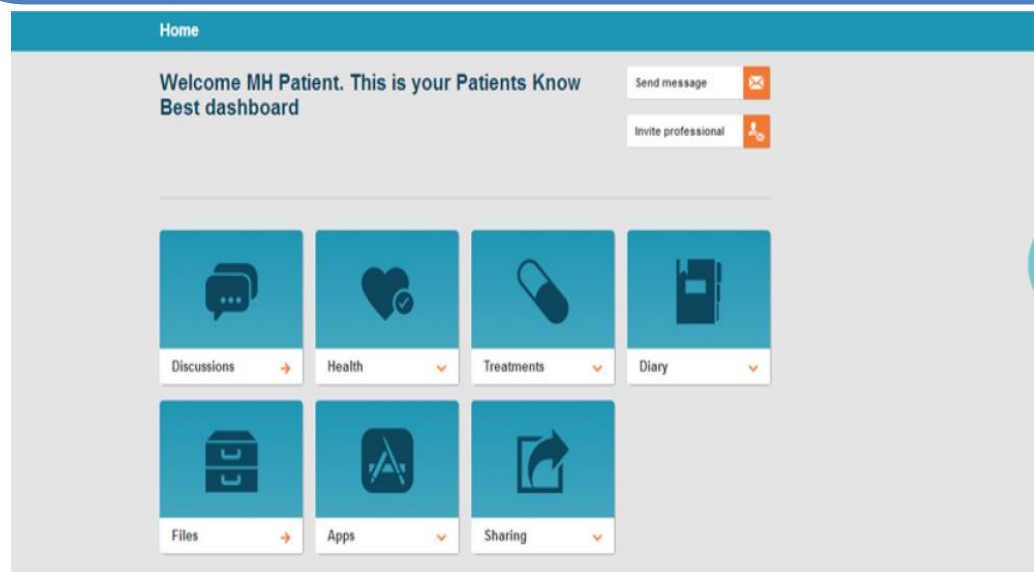 Home
Welcome MH Patient. This is your Patients Know
Best dashboard
Send message
Invite professional
Discussions
Health
Treatments
Diary
Files
Apps
Sharing